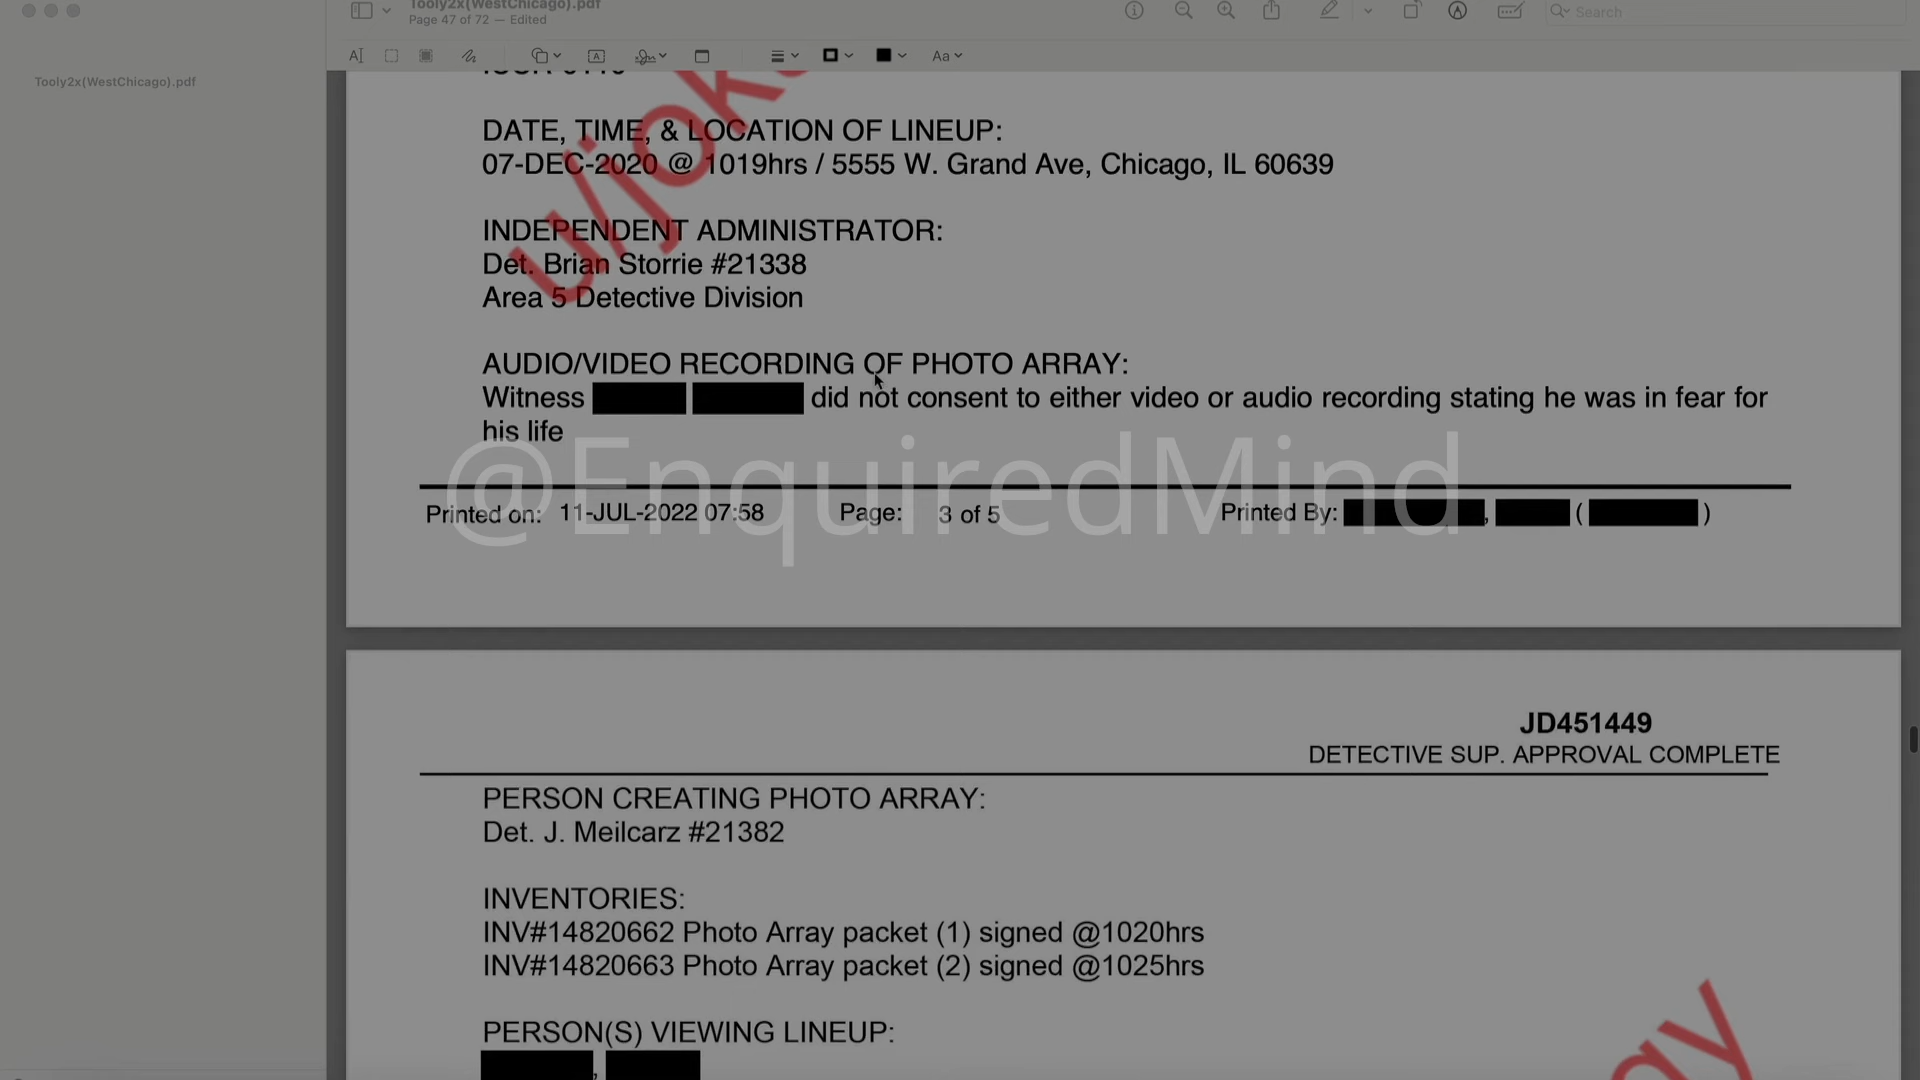 Tooly2x(WestChicago).pdf
Page 47 of 72 — Edited
Search
Aa
Tooly2x(WestChicago).pdf
DATE, TIME, & LOCATION OF LINEUP:
07-DEC-2020 @ 1019hrs / 5555 W. Grand Ave, Chicago, IL 60639
INDEPENDENT ADMINISTRATOR:
Det. Brian Storrie #21338
Area 5 Detective Division
AUDIO/VIDEO RECORDING OF PHOTO ARRAY:
Witness did not consent to either video or audio recording stating he was in fear for
his life
@EnquiredMind
Printed on: 11-JUL-2022 07:58 Page: 3 of 5 Printed By: , ( )
JD451449
DETECTIVE SUP. APPROVAL COMPLETE
PERSON CREATING PHOTO ARRAY:
Det. J. Meilcarz #21382
INVENTORIES:
INV#14820662 Photo Array packet (1) signed @1020hrs
INV#14820663 Photo Array packet (2) signed @1025hrs
PERSON(S) VIEWING LINEUP:
,